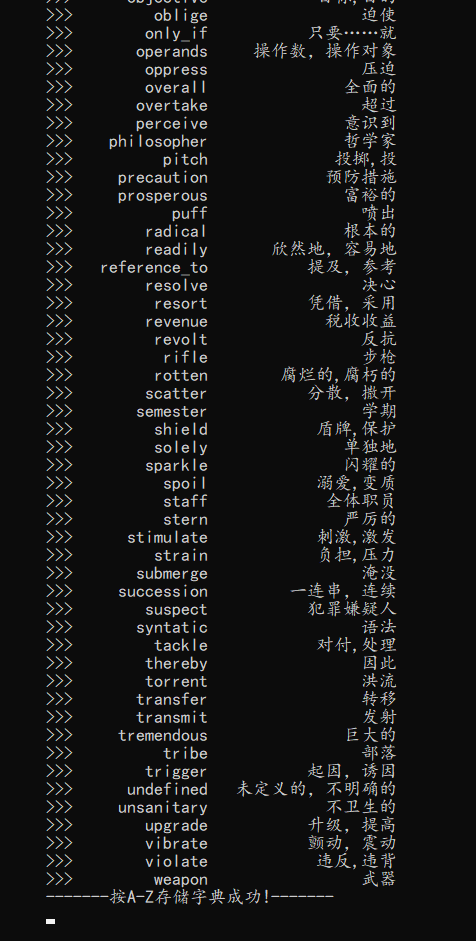 >>> oblige 迫使
>>> only_if 只要……就
>>> operands 操作数, 操作对象
>>> oppress 压迫
>>> overall 全面的
>>> overtake 超过
>>> perceive 意识到
>>> philosopher 哲学家
>>> pitch 投掷,投
>>> precaution 预防措施
>>> prosperous 富裕的
>>> puff 喷出
>>> radical 根本的
>>> readily 欣然地, 容易地
>>> reference_to 提及, 参考
>>> resolve 决心
>>> resort 凭借, 采用
>>> revenue 税收收益
>>> revolt 反抗
>>> rifle 步枪
>>> rotten 腐烂的,腐朽的
>>> scatter 分散, 撒开
>>> semester 学期
>>> shield 盾牌,保护
>>> solely 单独地
>>> sparkle 闪耀的
>>> spoil 溺爱,变质
>>> staff 全体职员
>>> stern 严厉的
>>> stimulate 刺激,激发
>>> strain 负担,压力
>>> submerge 淹没
>>> succession 一连串, 连续
>>> suspect 犯罪嫌疑人
>>> syntatic 语法
>>> tackle 对付,处理
>>> thereby 因此
>>> torrent 洪流
>>> transfer 转移
>>> transmit 发射
>>> tremendous 巨大的
>>> tribe 部落
>>> trigger 起因, 诱因
>>> undefined 未定义的, 不明确的
>>> unsanitary 不卫生的
>>> upgrade 升级, 提高
>>> vibrate 颤动, 震动
>>> violate 违反,违背
>>> weapon 武器
-------按A-Z存储字典成功!-------